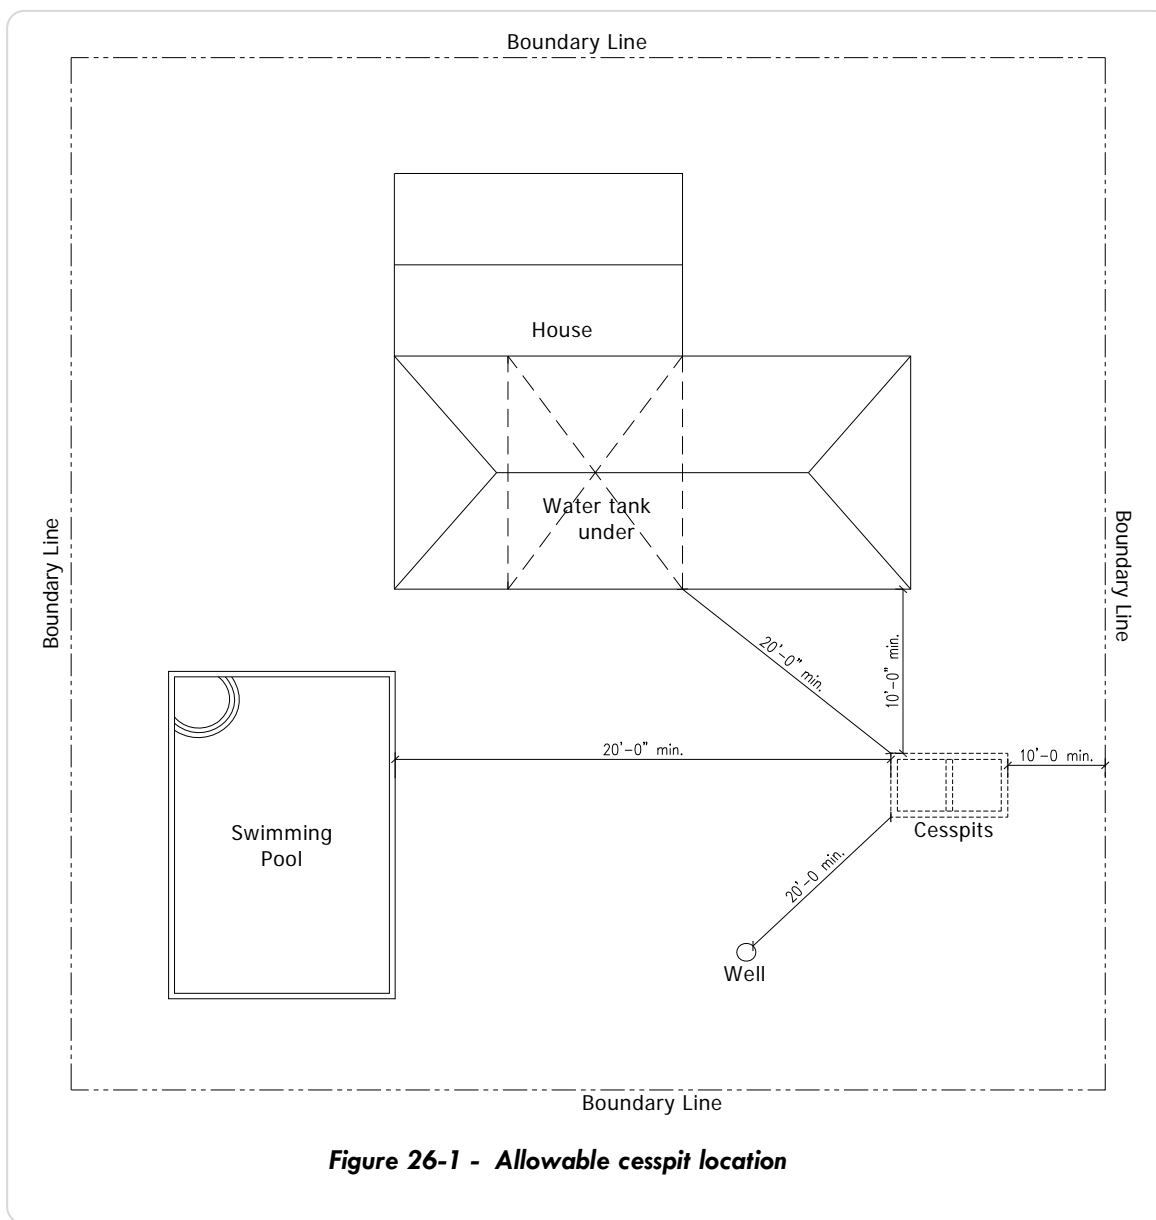 Boundary Line
House
Water tank
under
Boundary Line
Boundary Line
20'-0" min.
10'-0" min.
20'-0" min.
10'-0 min.
Swimming
Pool
Cesspits
20'-0 min.
Well
Boundary Line
Figure 26-1 - Allowable cesspit location